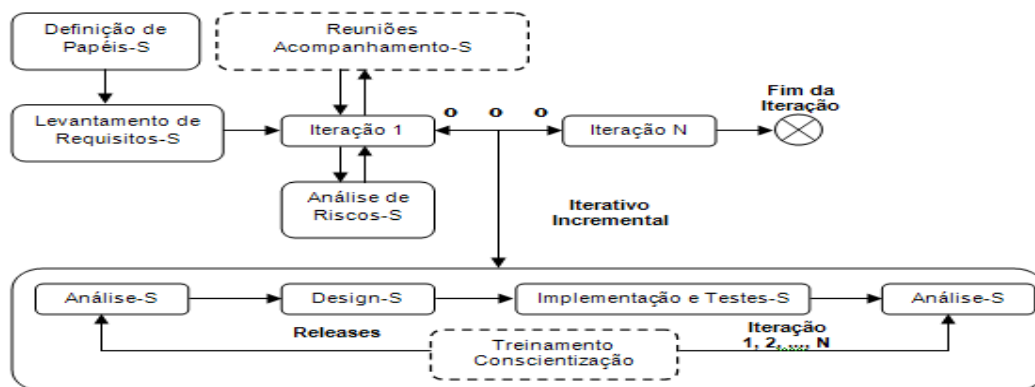 Definição de
Papéis-S
Reuniões
Acompanhamento-S
Levantamento de
Requisitos-S
Iteração 1
o o o
Iteração N
Fim da
Iteração
Análise de
Riscos-S
Iterativo
Incremental
Análise-S
Design-S
Implementação e Testes-S
Análise-S
Releases
Treinamento
Conscientização
Iteração
1, 2, ..., N